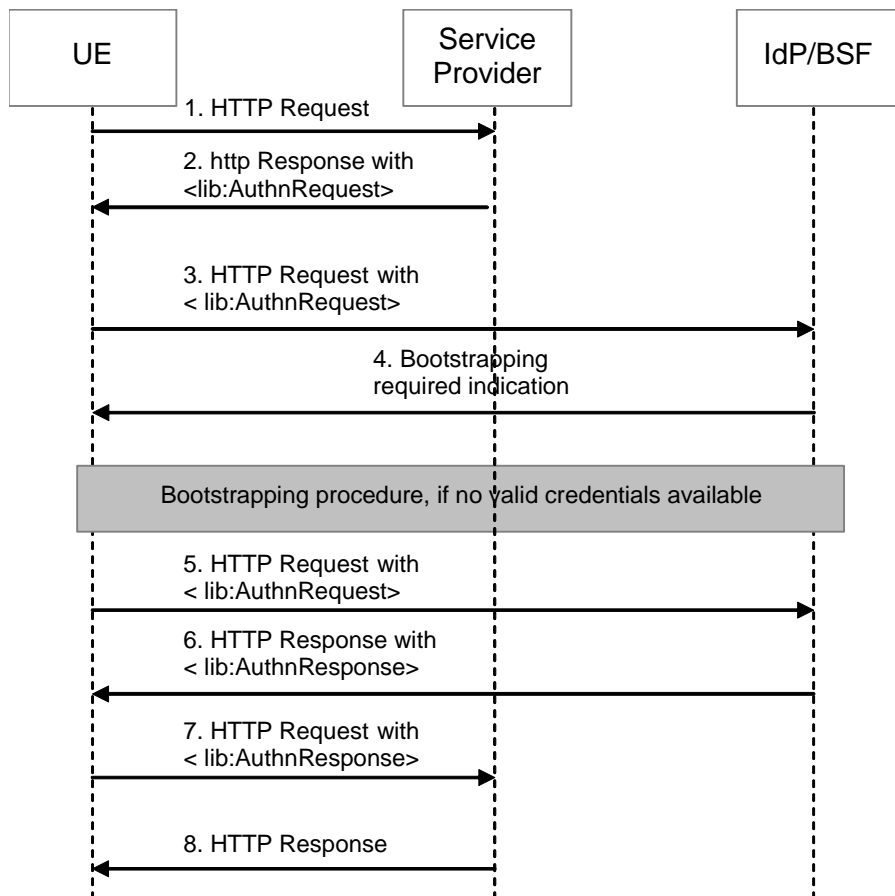 UE
Service
Provider
IdP/BSF
1. HTTP Request
2. http Response with
<lib:AuthnRequest>
3. HTTP Request with
< lib:AuthnRequest>
4. Bootstrapping
required indication
Bootstrapping procedure, if no valid credentials available
5. HTTP Request with
< lib:AuthnRequest>
6. HTTP Response with
< lib:AuthnResponse>
7. HTTP Request with
< lib:AuthnResponse>
8. HTTP Response